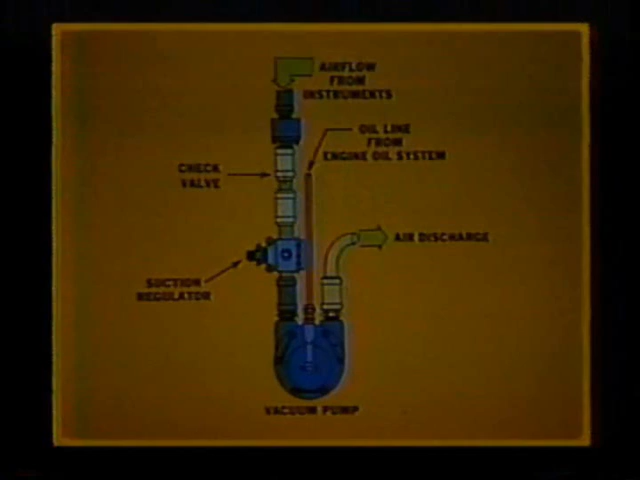 AIRFLOW
FROM
INSTRUMENTS
OIL LINE
FROM
ENGINE OIL SYSTEM
CHECK
VALVE
AIR DISCHARGE
SUCTION
REGULATOR
VACUUM PUMP